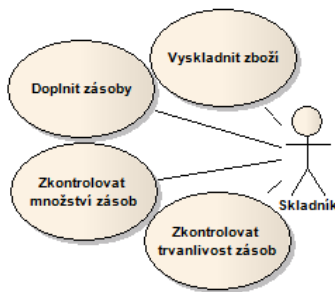 Vyskladnit zboží
Doplnit zásoby
Zkontrolovat
množství zásob
Skladník
Zkontrolovat
trvanlivost zásob